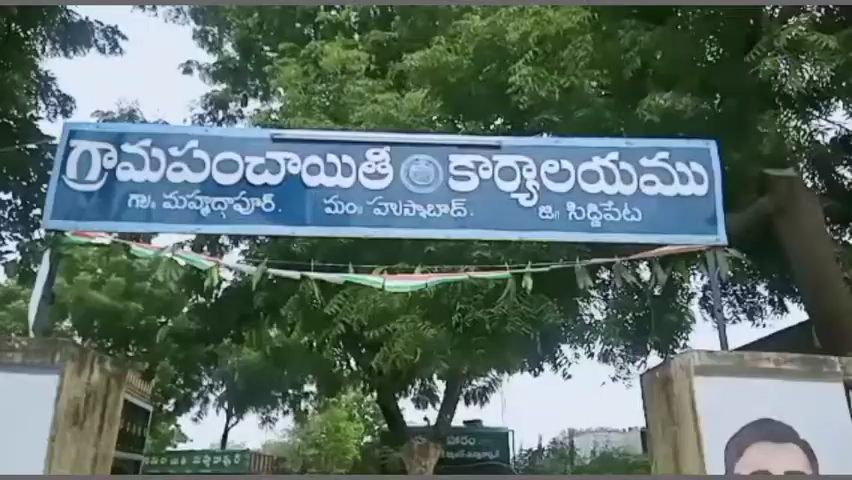 గ్రామపంచాయితీ కార్యాలయము
గ్రా॥ మహ్మదాపూర్. మం॥ హుస్నాబాద్. జి॥ సిద్దిపేట